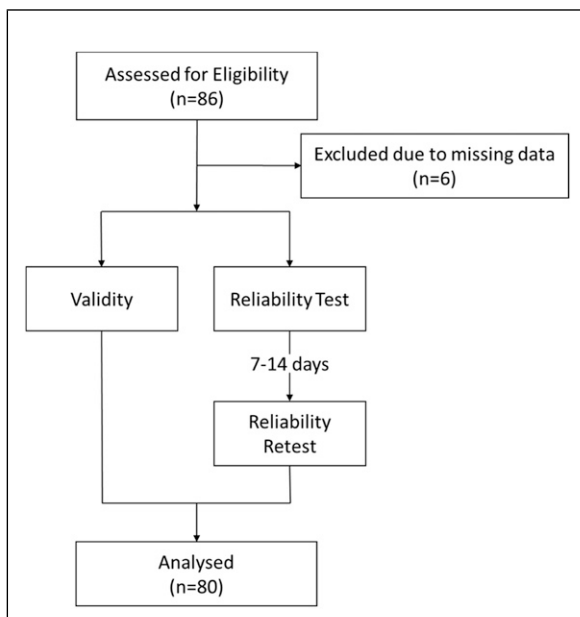 Assessed for Eligibility
(n=86)
Excluded due to missing data
(n=6)
Validity
Reliability Test
7-14 days
Reliability
Retest
Analysed
(n=80)